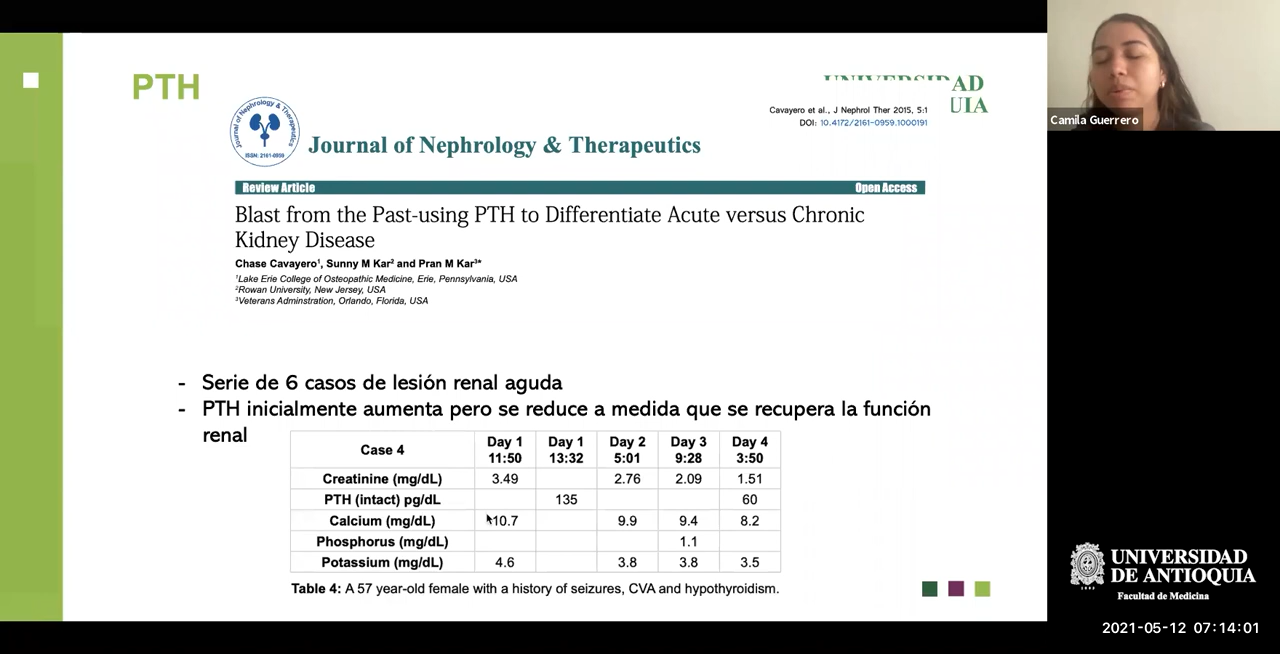 PTH
UNIVERSIDAD
UIA
Cavayero et al., J Nephrol Ther 2015, 5:1
DOI: 10.4172/2161-0959.1000191
Journal of Nephrology & Therapeutics
ISSN: 2161-0959
Journal of Nephrology & Therapeutics
Review Article
Open Access
Blast from the Past-using PTH to Differentiate Acute versus Chronic
Kidney Disease
Chase Cavayero¹, Sunny M Kar² and Pran M Kar³*
¹Lake Erie College of Osteopathic Medicine, Erie, Pennsylvania, USA
²Rowan University, New Jersey, USA
³Veterans Adminstration, Orlando, Florida, USA
- Serie de 6 casos de lesión renal aguda
- PTH inicialmente aumenta pero se reduce a medida que se recupera la función
renal
Case 4 Day 1 11:50 Day 1 13:32 Day 2 5:01 Day 3 9:28 Day 4 3:50
Creatinine (mg/dL) 3.49 2.76 2.09 1.51
PTH (intact) pg/dL 135 60
Calcium (mg/dL) 10.7 9.9 9.4 8.2
Phosphorus (mg/dL) 1.1
Potassium (mg/dL) 4.6 3.8 3.8 3.5
Table 4: A 57 year-old female with a history of seizures, CVA and hypothyroidism.
Camila Guerrero
UNIVERSIDAD
DE ANTIOQUIA
Facultad de Medicina
2021-05-12 07:14:01